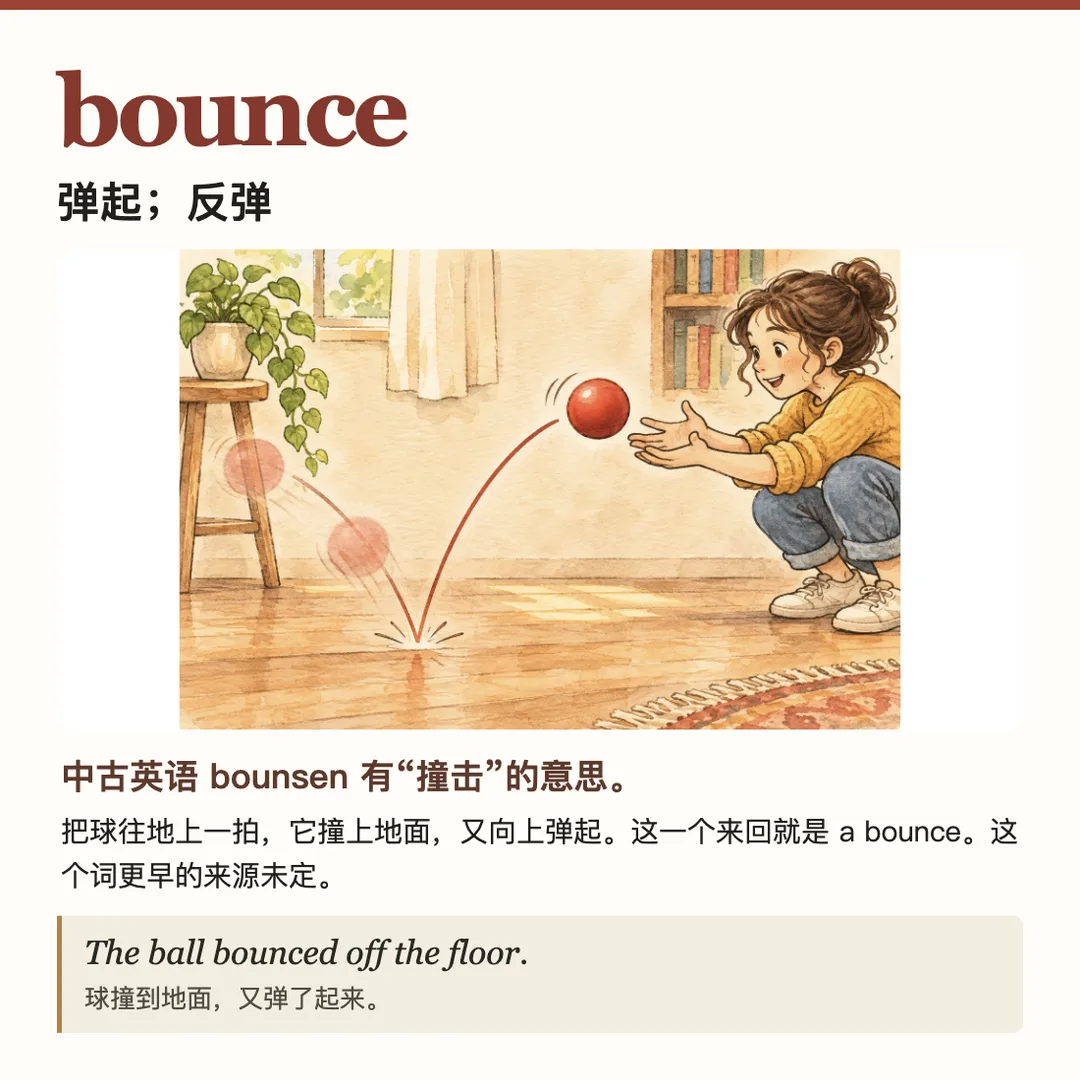 bounce
弹起；反弹
中古英语 bounsen 有“撞击”的意思。
把球往地上一拍，它撞上地面，又向上弹起。这一个来回就是 a bounce。这
个词更早的来源未定。
The ball bounced off the floor.
球撞到地面，又弹了起来。